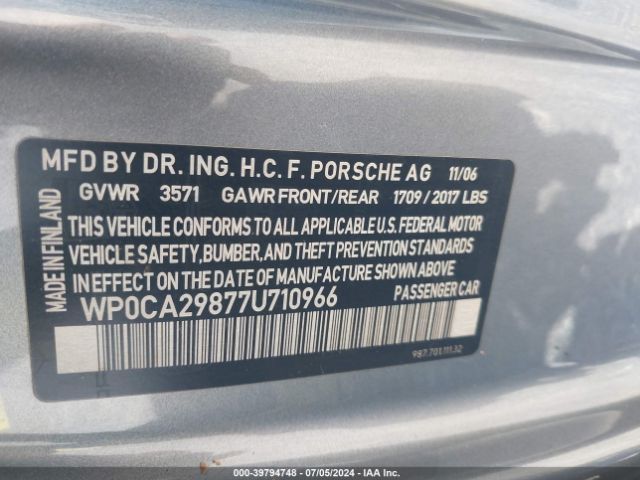 MFD BY DR. ING. H.C. F. PORSCHE AG 11/06
GVWR 3571 GAWR FRONT/REAR 1709 / 2017 LBS
THIS VEHICLE CONFORMS TO ALL APPLICABLE U.S. FEDERAL MOTOR
VEHICLE SAFETY, BUMBER, AND THEFT PREVENTION STANDARDS
IN EFFECT ON THE DATE OF MANUFACTURE SHOWN ABOVE.
WP0CA29877U710966 PASSENGER CAR
987.701.111.32
MADE IN FINLAND
000-39794748 - 07/05/2024 - IAA Inc.